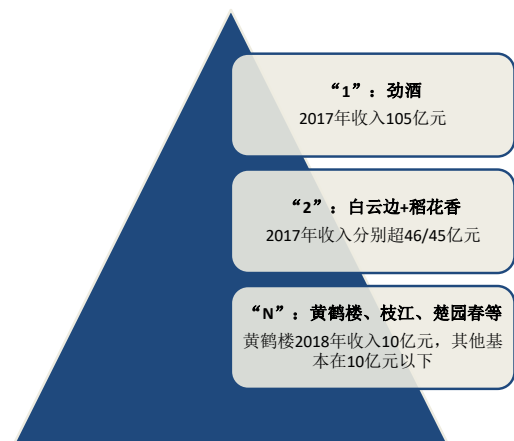 “1”：劲酒
2017年收入105亿元
“2”：白云边+稻花香
2017年收入分别超46/45亿元
“N”：黄鹤楼、枝江、楚园春等
黄鹤楼2018年收入10亿元，其他基
本在10亿元以下